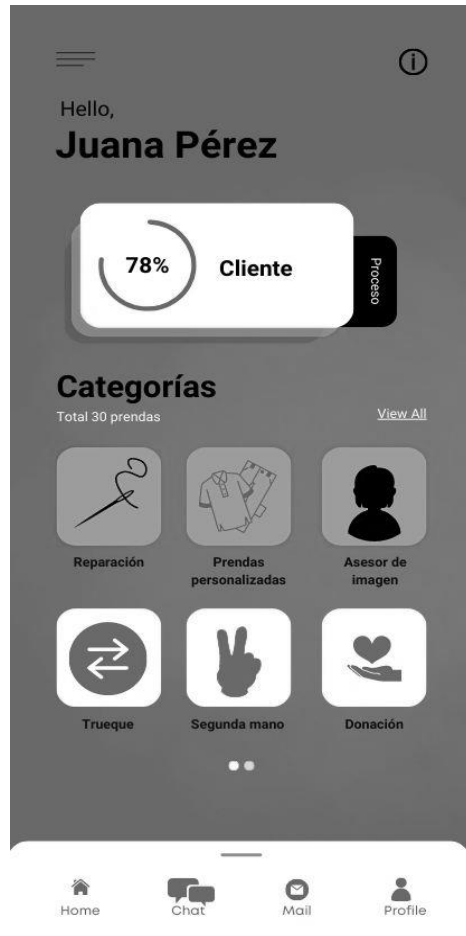 Hello,
Juana Pérez
78%
Cliente
Proceso
Categorías
Total 30 prendas
View All
Reparación
Prendas
personalizadas
Asesor de
imagen
Trueque
Segunda mano
Donación
Home
Chat
Mail
Profile